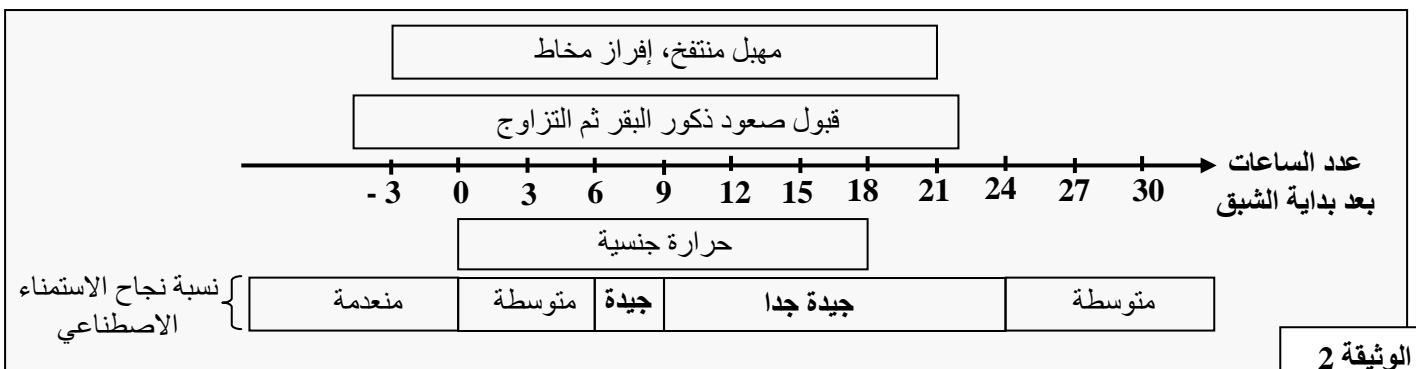 مهبل منتفخ، إفراز مخاط
قبول صعود ذكور البقر ثم التزاوج
عدد الساعات
بعد بداية الشبق
- 3 0 3 6 9 12 15 18 21 24 27 30
حرارة جنسية
نسبة نجاح الاستمناء
الاصطناعي
منعدمة متوسطة جيدة جيدة جدا متوسطة
الوثيقة 2